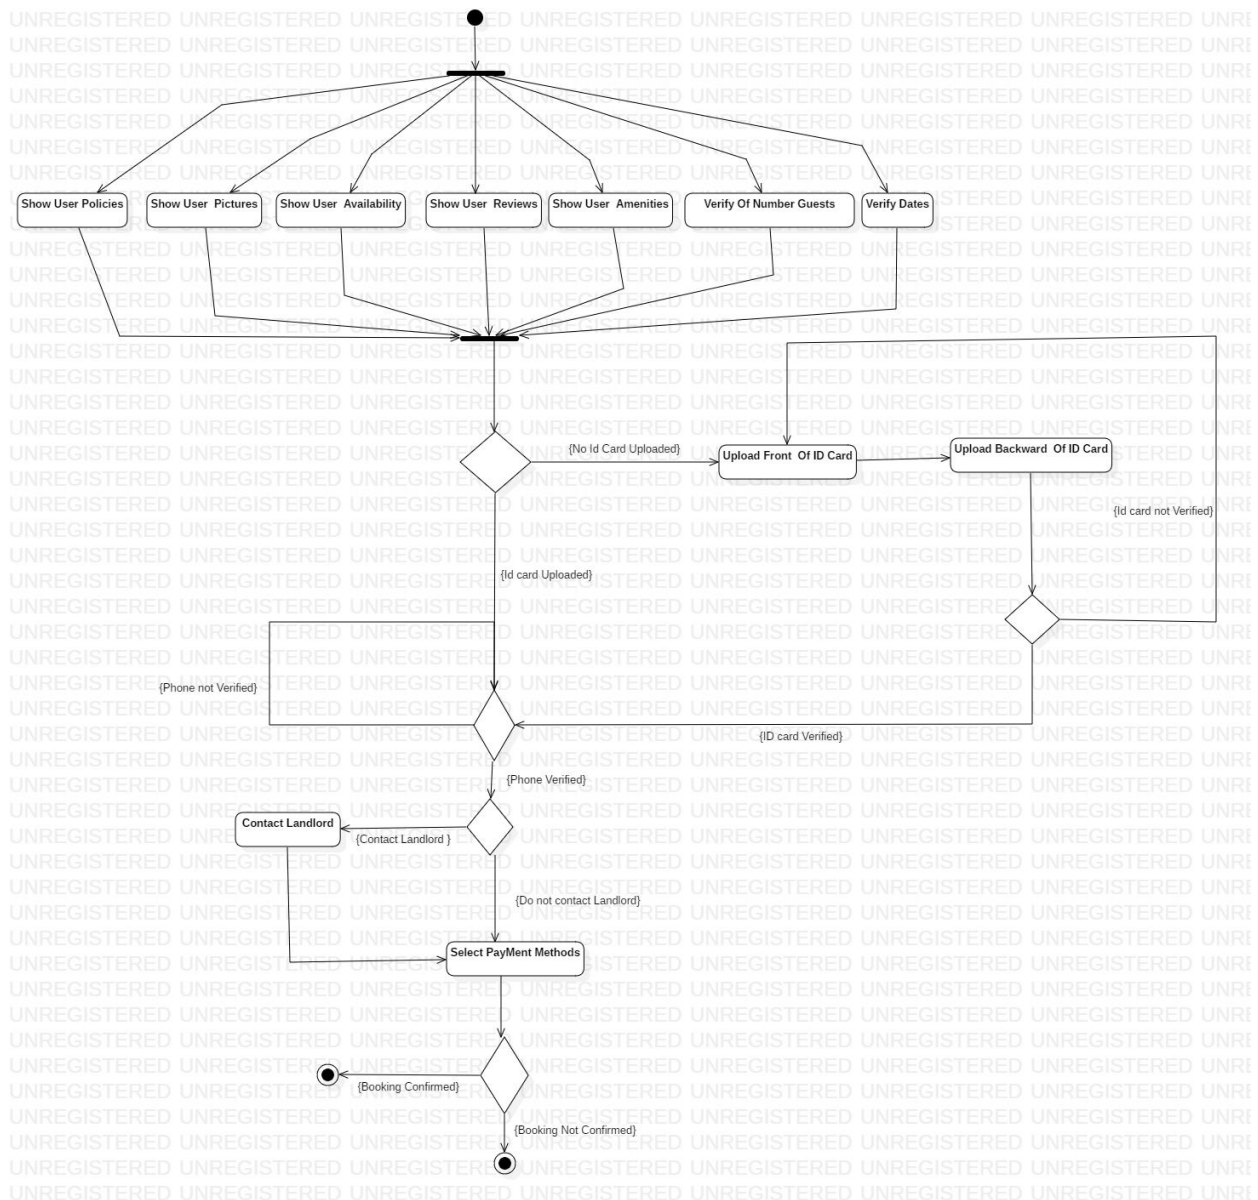 Show User Policies
Show User  Pictures
Show User  Availability
Show User  Reviews
Show User  Amenities
Verify Of Number Guests
Verify Dates
{No Id Card Uploaded}
Upload Front  Of ID Card
Upload Backward  Of ID Card
{Id card not Verified}
{Id card Uploaded}
{Phone not Verified}
{ID card Verified}
{Phone Verified}
Contact Landlord
{Contact Landlord }
{Do not contact Landlord}
Select PayMent Methods
{Booking Confirmed}
{Booking Not Confirmed}
UNREGISTERED